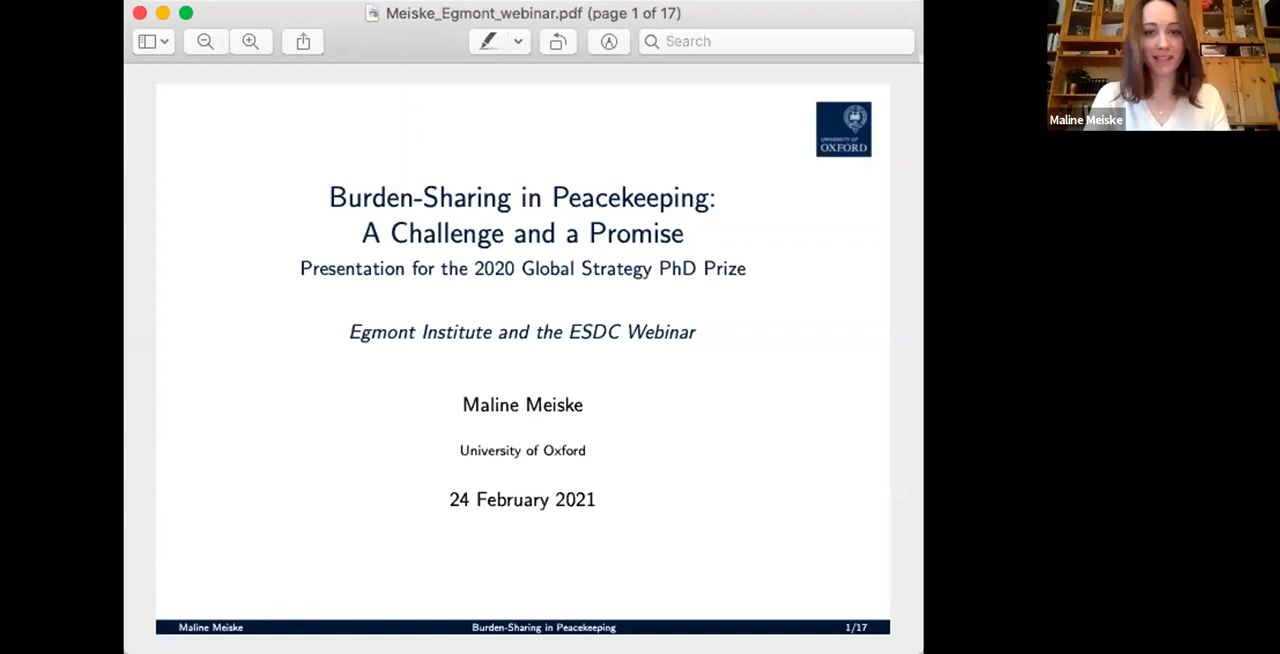 Meiske_Egmont_webinar.pdf (page 1 of 17)
Search
UNIVERSITY OF
OXFORD
Burden-Sharing in Peacekeeping:
A Challenge and a Promise
Presentation for the 2020 Global Strategy PhD Prize
Egmont Institute and the ESDC Webinar
Maline Meiske
University of Oxford
24 February 2021
Maline Meiske
Burden-Sharing in Peacekeeping
1/17
Maline Meiske